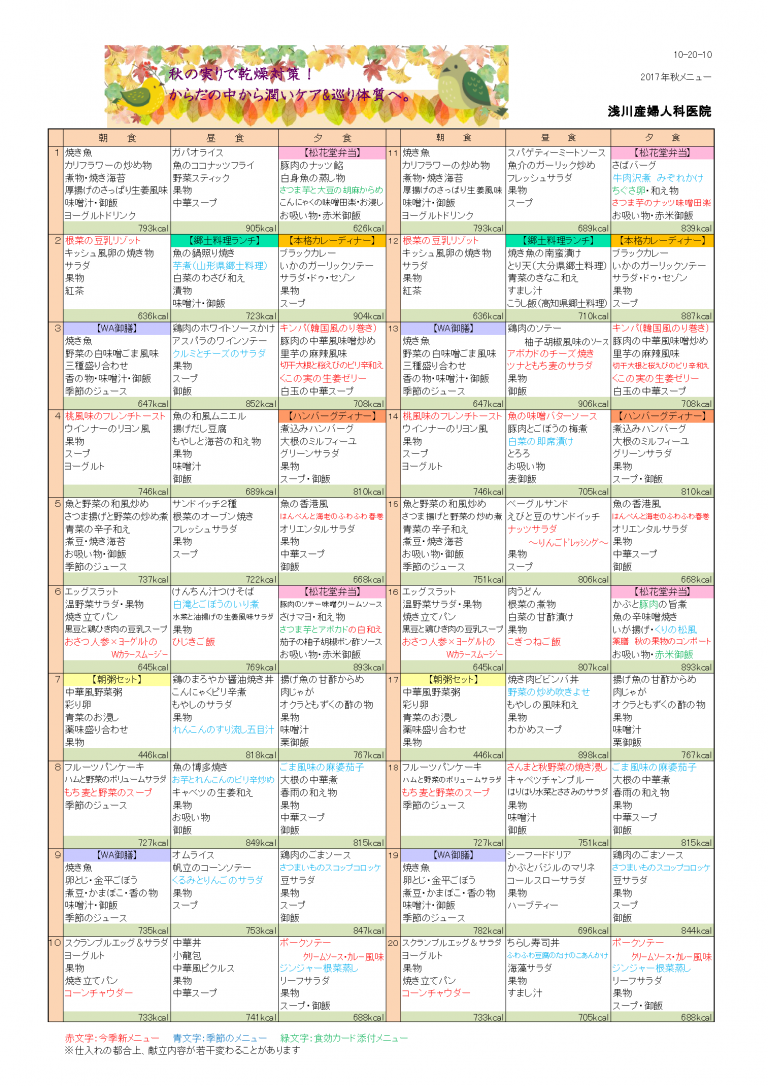 10-20-10
秋の実りで乾燥対策！
2017年秋メニュー
からだの中から潤いケア&巡り体質へ。
浅川産婦人科医院
朝 食 昼 食 夕 食 朝 食 昼 食 夕 食
1 焼き魚 ガパオライス 【松花堂弁当】 11 焼き魚 スパゲティーミートソース 【松花堂弁当】
カリフラワーの炒め物 魚のココナッツフライ 豚肉のナッツ餡 カリフラワーの炒め物 魚介のガーリック炒め さばバーグ
煮物・焼き海苔 野菜スティック 白身魚の蒸し物 煮物・焼き海苔 フレッシュサラダ 牛肉沢煮 みぞれかけ
厚揚げのさっぱり生姜風味 果物 さつま芋と大豆の胡麻からめ 厚揚げのさっぱり生姜風味 果物 ちぐさ卵・和え物
味噌汁・御飯 中華スープ こんにゃくの味噌田楽・お浸し 味噌汁・御飯 スープ さつま芋のナッツ味噌田楽
ヨーグルトドリンク お吸い物・赤米御飯 ヨーグルトドリンク お吸い物・赤米御飯
793kcal 905kcal 626kcal 793kcal 689kcal 839kcal
2 根菜の豆乳リゾット 【郷土料理ランチ】 【本格カレーディナー】 12 根菜の豆乳リゾット 【郷土料理ランチ】 【本格カレーディナー】
キッシュ風卵の焼き物 魚の鍋照り焼き ブラックカレー キッシュ風卵の焼き物 焼き魚の南蛮漬け ブラックカレー
サラダ 芋煮(山形県郷土料理) いかのガーリックソテー サラダ とり天(大分県郷土料理) いかのガーリックソテー
果物 白菜のわさび和え サラダ・ドゥ・セゾン 果物 青菜のきなこ和え サラダ・ドゥ・セゾン
紅茶 漬物 果物 紅茶 すまし汁 果物
味噌汁・御飯 スープ こうし飯(高知県郷土料理) スープ
636kcal 723kcal 904kcal 636kcal 710kcal 887kcal
3 【WA御膳】 鶏肉のホワイトソースかけ キンパ(韓国風のり巻き) 13 【WA御膳】 鶏肉のソテー キンパ(韓国風のり巻き)
焼き魚 アスパラのワインソテー 豚肉の中華風味噌炒め 焼き魚 柚子胡椒風味のソース 豚肉の中華風味噌炒め
野菜の白味噌ごま風味 クルミとチーズのサラダ 里芋の麻辣風味 野菜の白味噌ごま風味 アボカドのチーズ焼き 里芋の麻辣風味
三種盛り合わせ 果物 切干大根と桜えびのピリ辛和え 三種盛り合わせ ツナともち麦のサラダ 切干大根と桜えびのピリ辛和え
香の物・味噌汁・御飯 スープ くこの実の生姜ゼリー 香の物・味噌汁・御飯 果物 くこの実の生姜ゼリー
季節のジュース 御飯 白玉の中華スープ 季節のジュース スープ・御飯 白玉の中華スープ
647kcal 852kcal 708kcal 647kcal 906kcal 708kcal
4 桃風味のフレンチトースト 魚の和風ムニエル 【ハンバーグディナー】 14 桃風味のフレンチトースト 魚の味噌バターソース 【ハンバーグディナー】
ウインナーのリヨン風 揚げだし豆腐 煮込みハンバーグ ウインナーのリヨン風 豚肉とごぼうの梅煮 煮込みハンバーグ
果物 もやしと海苔の和え物 大根のミルフィーユ 果物 白菜の即席漬け 大根のミルフィーユ
スープ 果物 グリーンサラダ スープ とろろ グリーンサラダ
ヨーグルト 味噌汁 果物 ヨーグルト お吸い物 果物
御飯 スープ・御飯 麦御飯 スープ・御飯
746kcal 689kcal 810kcal 746kcal 705kcal 810kcal
5 魚と野菜の和風炒め サンドイッチ2種 魚の香港風 15 魚と野菜の和風炒め ベーグルサンド 魚の香港風
さつま揚げと野菜の炒め煮 根菜のオーブン焼き はんぺんと海老のふわふわ春巻 さつま揚げと野菜の炒め煮 えびと豆のサンドイッチ はんぺんと海老のふわふわ春巻
青菜の辛子和え フレッシュサラダ オリエンタルサラダ 青菜の辛子和え ナッツサラダ オリエンタルサラダ
煮豆・焼き海苔 果物 果物 煮豆・焼き海苔 ～りんごドレッシング～ 果物
お吸い物・御飯 スープ 中華スープ お吸い物・御飯 果物 中華スープ
季節のジュース 御飯 季節のジュース スープ 御飯
737kcal 722kcal 668kcal 751kcal 806kcal 668kcal
6 エッグスラット けんちん汁つけそば 【松花堂弁当】 16 エッグスラット 肉うどん 【松花堂弁当】
温野菜サラダ・果物 白滝とごぼうのいり煮 豚肉のソテー味噌クリームソース 温野菜サラダ・果物 根菜の煮物 かぶと豚肉の旨煮
焼き立てパン 水菜と油揚げの生姜風味サラダ さけマヨ・和え物 焼き立てパン 白菜の甘酢漬け 魚の辛味噌焼き
黒豆と鶏ひき肉の豆乳スープ 果物 さつま芋とアボカドの白和え 黒豆と鶏ひき肉の豆乳スープ 果物 いが揚げ・くりの松風
おさつ人参×ヨーグルトの ひじきご飯 茄子の柚子胡椒ポン酢ソース おさつ人参×ヨーグルトの こぎつねご飯 薬膳 秋の果物のコンポート
Wカラースムージー お吸い物・赤米御飯 Wカラースムージー お吸い物・赤米御飯
645kcal 769kcal 893kcal 645kcal 807kcal 893kcal
7 【朝粥セット】 鶏のまろやか醤油焼き丼 揚げ魚の甘酢からめ 17 【朝粥セット】 焼き肉ビビンバ丼 揚げ魚の甘酢からめ
中華風野菜粥 こんにゃくピリ辛煮 肉じゃが 中華風野菜粥 野菜の炒め吹きよせ 肉じゃが
彩り卵 もやしのサラダ オクラともずくの酢の物 彩り卵 もやしの風味和え オクラともずくの酢の物
青菜のお浸し 果物 果物 青菜のお浸し 果物 果物
薬味盛り合わせ れんこんのすり流し五目汁 味噌汁 薬味盛り合わせ わかめスープ 味噌汁
果物 栗御飯 果物 栗御飯
446kcal 818kcal 767kcal 446kcal 898kcal 767kcal
8 フルーツパンケーキ 魚の博多焼き ごま風味の麻婆茄子 18 フルーツパンケーキ さんまと秋野菜の焼き浸し ごま風味の麻婆茄子
ハムと野菜のボリュームサラダ お芋とれんこんのピリ辛炒め 大根の中華煮 ハムと野菜のボリュームサラダ キャベツチャンプルー 大根の中華煮
もち麦と野菜のスープ キャベツの生姜和え 春雨の和え物 もち麦と野菜のスープ はりはり水菜とささみのサラダ 春雨の和え物
季節のジュース 果物 果物 季節のジュース 果物 果物
お吸い物 中華スープ 味噌汁 中華スープ
御飯 御飯 御飯 御飯
727kcal 849kcal 815kcal 727kcal 751kcal 815kcal
9 【WA御膳】 オムライス 鶏肉のごまソース 19 【WA御膳】 シーフードドリア 鶏肉のごまソース
焼き魚 帆立のコーンソテー さつまいものスコップコロッケ 焼き魚 かぶとバジルのマリネ さつまいものスコップコロッケ
卵とじ・金平ごぼう くるみとりんごのサラダ 豆サラダ 卵とじ・金平ごぼう コールスローサラダ 豆サラダ
煮豆・かまぼこ・香の物 果物 果物 煮豆・かまぼこ・香の物 果物 果物
味噌汁・御飯 スープ スープ 味噌汁・御飯 ハーブティー スープ
季節のジュース 御飯 季節のジュース 御飯
735kcal 753kcal 847kcal 782kcal 696kcal 844kcal
10 スクランブルエッグ＆サラダ 中華丼 ポークソテー 20 スクランブルエッグ＆サラダ ちらし寿司丼 ポークソテー
ヨーグルト 小龍包 クリームソース・カレー風味 ヨーグルト ふわふわ豆腐のたけのこあんかけ クリームソース・カレー風味
果物 中華風ピクルス ジンジャー根菜蒸し 果物 海藻サラダ ジンジャー根菜蒸し
焼き立てパン 果物 リーフサラダ 焼き立てパン 果物 リーフサラダ
コーンチャウダー 中華スープ 果物 コーンチャウダー すまし汁 果物
スープ・御飯 スープ・御飯
733kcal 741kcal 688kcal 733kcal 705kcal 688kcal
赤文字：今季新メニュー 青文字：季節のメニュー 緑文字：食効カード添付メニュー
※仕入れの都合上、献立内容が若干変わることがあります